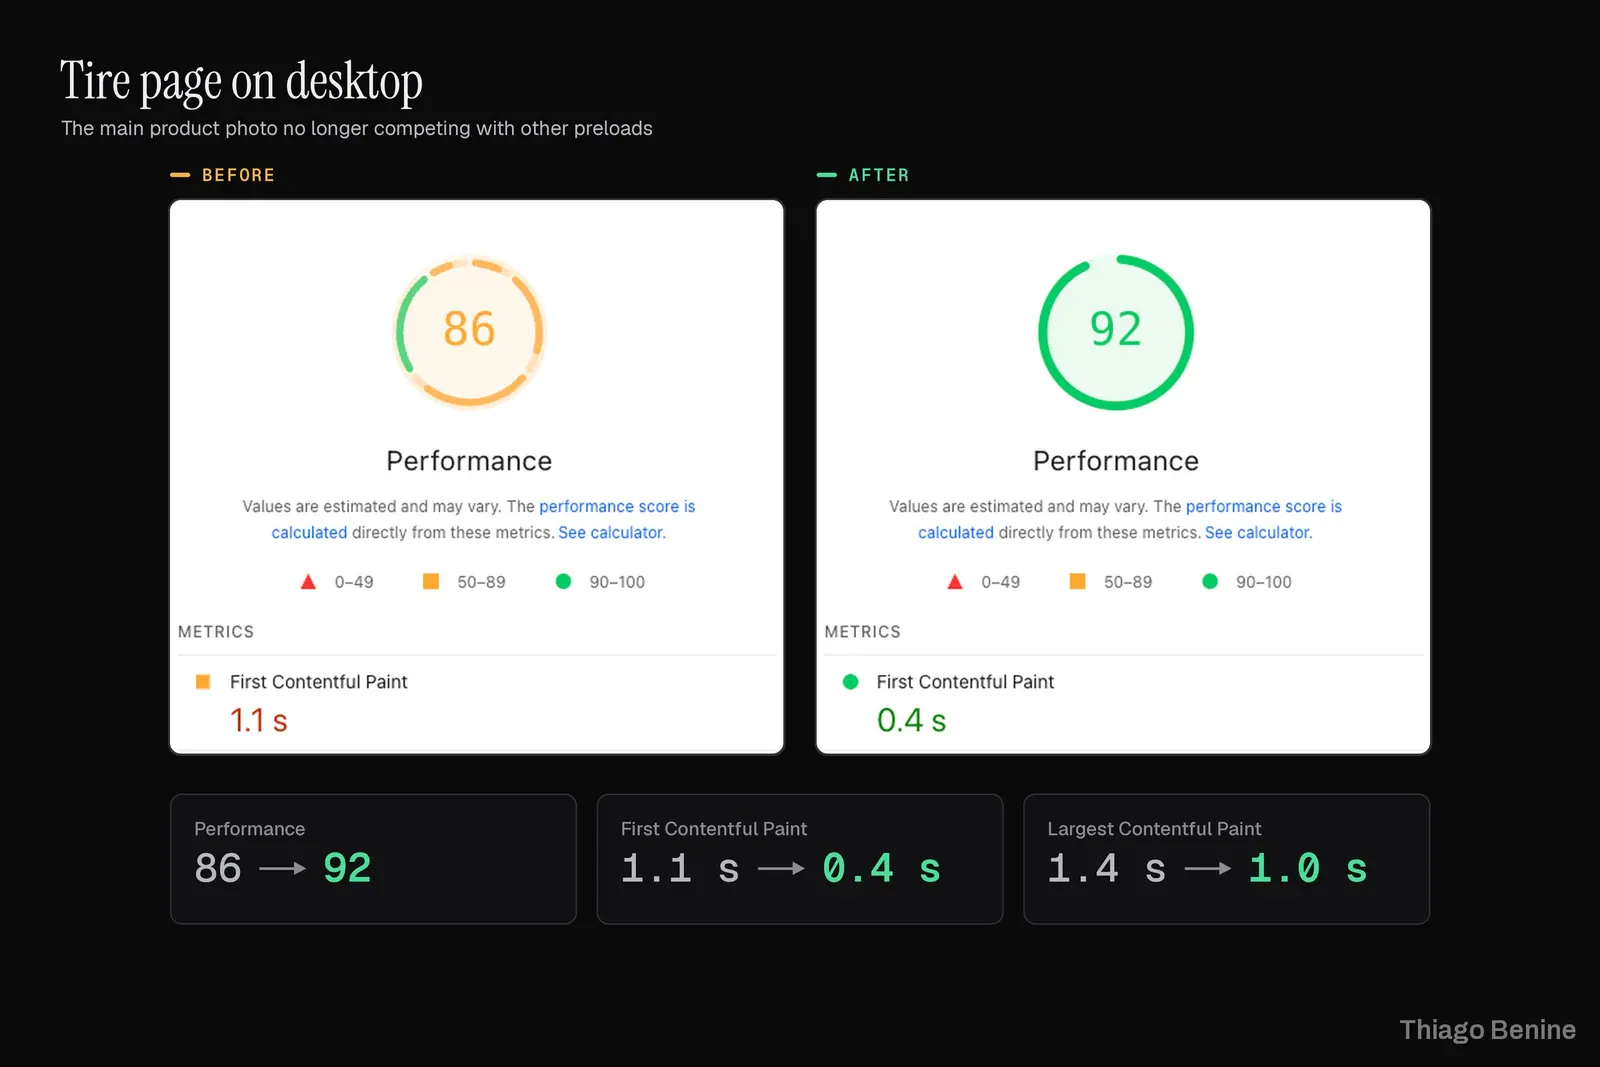 Tire page on desktop
The main product photo no longer competing with other preloads
BEFORE
86
Performance
Values are estimated and may vary. The performance score is
calculated directly from these metrics. See calculator.
0–49 50–89 90–100
METRICS
First Contentful Paint
1.1 s
AFTER
92
Performance
Values are estimated and may vary. The performance score is
calculated directly from these metrics. See calculator.
0–49 50–89 90–100
METRICS
First Contentful Paint
0.4 s
Performance
86 → 92
First Contentful Paint
1.1 s → 0.4 s
Largest Contentful Paint
1.4 s → 1.0 s
Thiago Benine